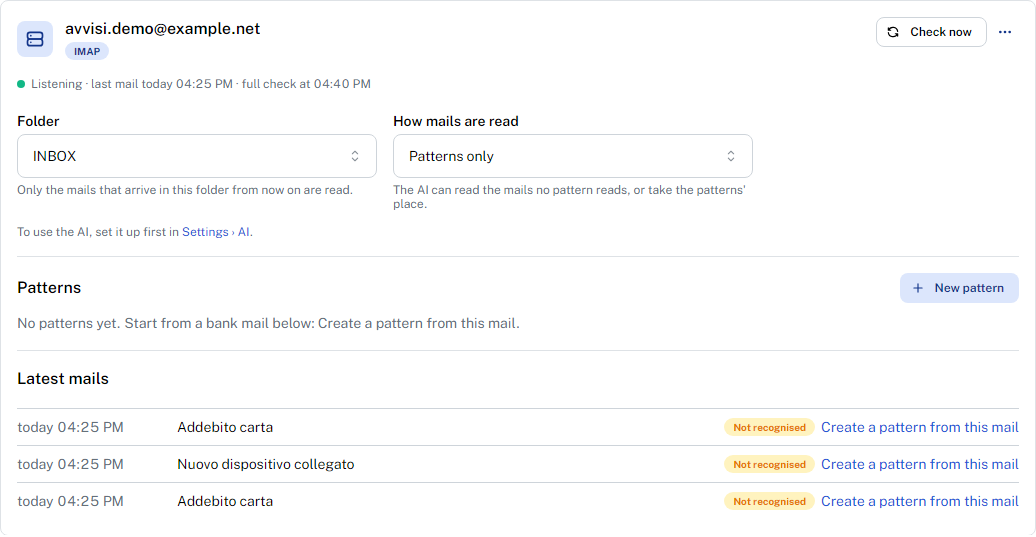 avvisi.demo@example.net
IMAP
Check now
Listening · last mail today 04:25 PM · full check at 04:40 PM
Folder
How mails are read
INBOX
Patterns only
Only the mails that arrive in this folder from now on are read.
The AI can read the mails no pattern reads, or take the patterns'
place.
To use the AI, set it up first in Settings › AI.
Patterns
New pattern
No patterns yet. Start from a bank mail below: Create a pattern from this mail.
Latest mails
today 04:25 PM Addebito carta Not recognised Create a pattern from this mail
today 04:25 PM Nuovo dispositivo collegato Not recognised Create a pattern from this mail
today 04:25 PM Addebito carta Not recognised Create a pattern from this mail